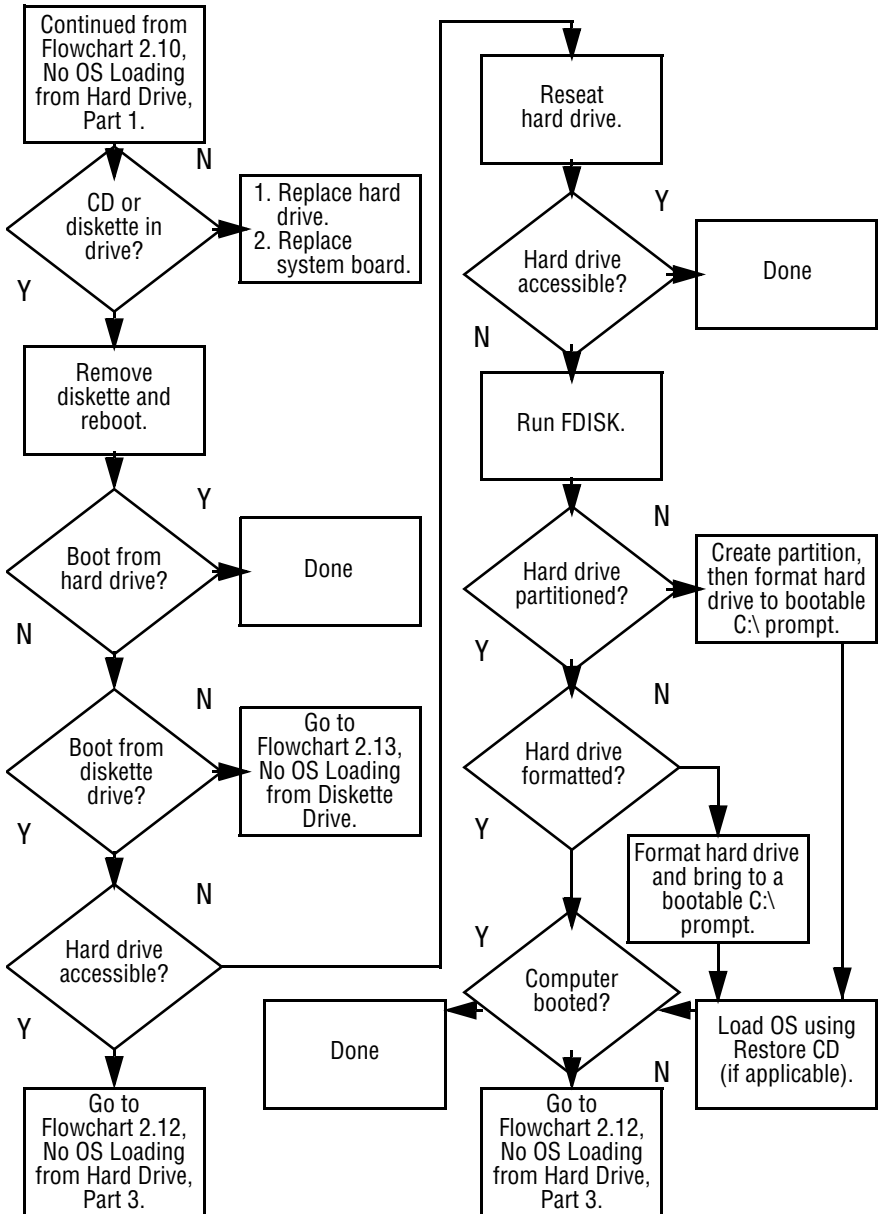 Continued from
Flowchart 2.10,
No OS Loading
from Hard Drive,
Part 1.
N
CD or
diskette in
drive?
1. Replace hard
drive.
2. Replace
system board.
Y
Remove
diskette and
reboot.
Y
Boot from
hard drive?
Done
N
N
Boot from
diskette
drive?
Go to
Flowchart 2.13,
No OS Loading
from Diskette
Drive.
Y
N
Hard drive
accessible?
Y
Go to
Flowchart 2.12,
No OS Loading
from Hard Drive,
Part 3.
Reseat
hard drive.
Y
Hard drive
accessible?
Done
N
Run FDISK.
N
Hard drive
partitioned?
Create partition,
then format hard
drive to bootable
C:\ prompt.
Y
N
Hard drive
formatted?
Y
Format hard drive
and bring to a
bootable C:\
prompt.
Y
Computer
booted?
Done
Load OS using
Restore CD
(if applicable).
N
Go to
Flowchart 2.12,
No OS Loading
from Hard Drive,
Part 3.